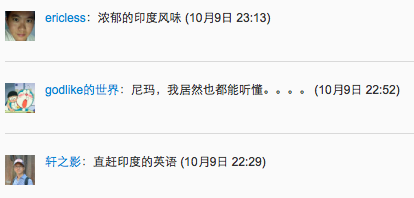 ericless：浓郁的印度风味 (10月9日 23:13)
godlike的世界：尼玛，我居然也都能听懂。。。。 (10月9日 22:52)
轩之影：直赶印度的英语 (10月9日 22:29)